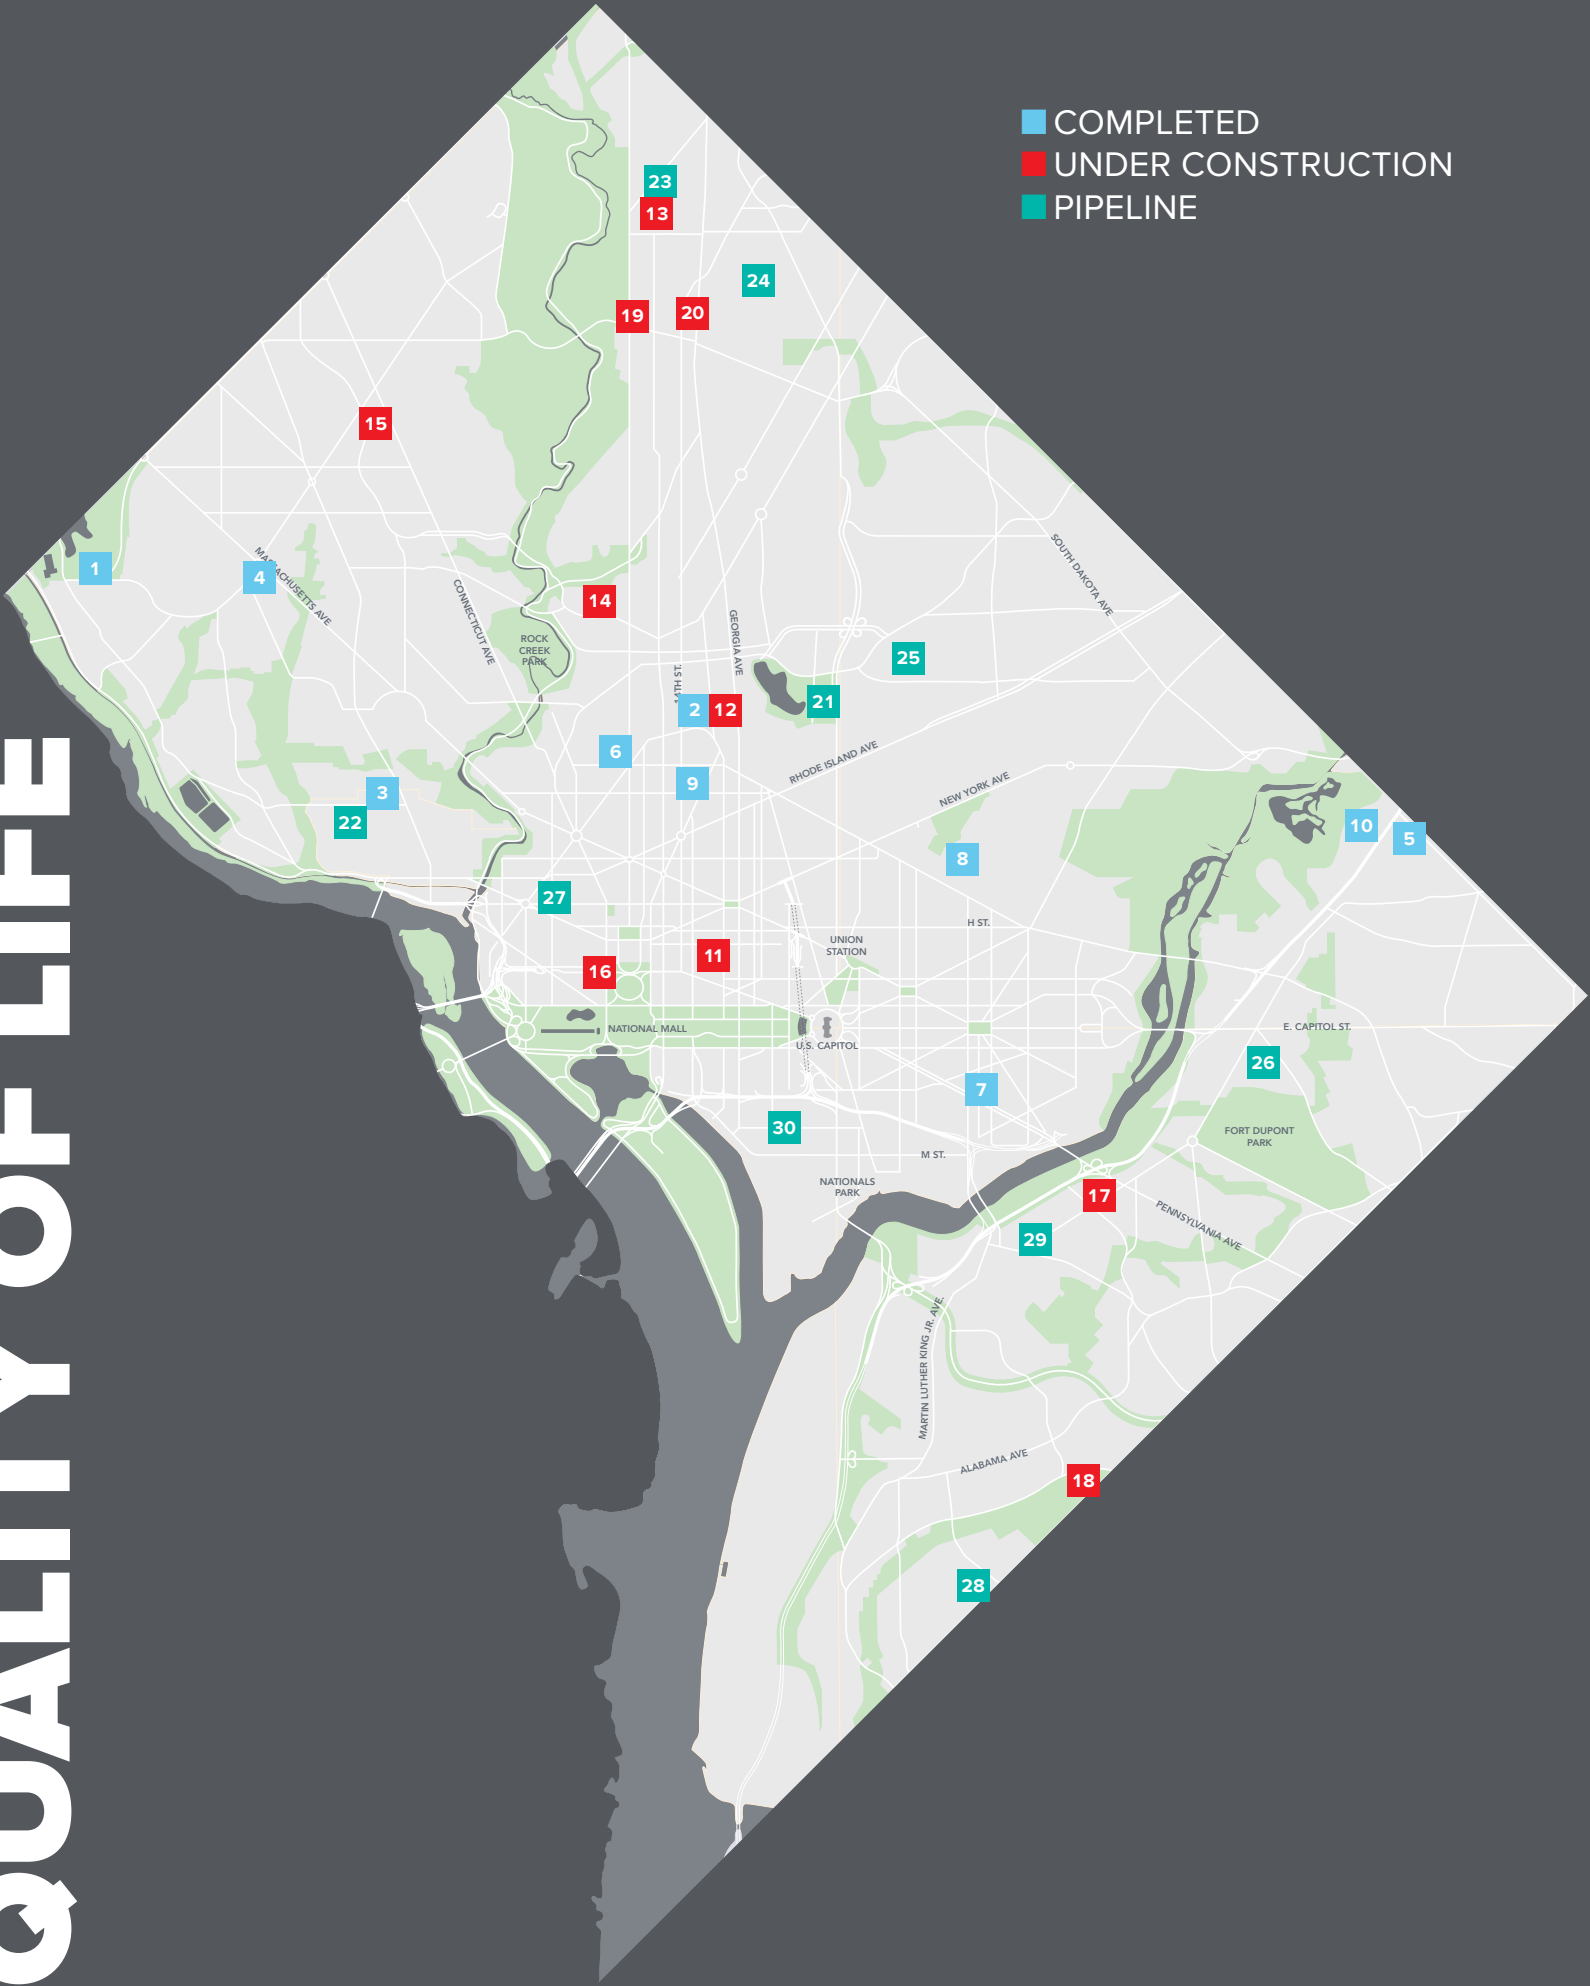 QUALITY OF LIFE
COMPLETED
UNDER CONSTRUCTION
PIPELINE
23
13
24
19
20
15
1
4
MASSACHUSETTS AVE
CONNECTICUT AVE
ROCK
CREEK
PARK
14
GEORGIA AVE
14TH ST.
SOUTH DAKOTA AVE
25
21
2
12
6
9
RHODE ISLAND AVE
NEW YORK AVE
3
22
8
10
5
27
H ST.
UNION
STATION
11
16
NATIONAL MALL
U.S. CAPITOL
E. CAPITOL ST.
26
7
30
FORT DUPONT
PARK
M ST.
NATIONALS
PARK
17
PENNSYLVANIA AVE
29
MARTIN LUTHER KING JR. AVE.
ALABAMA AVE
18
28